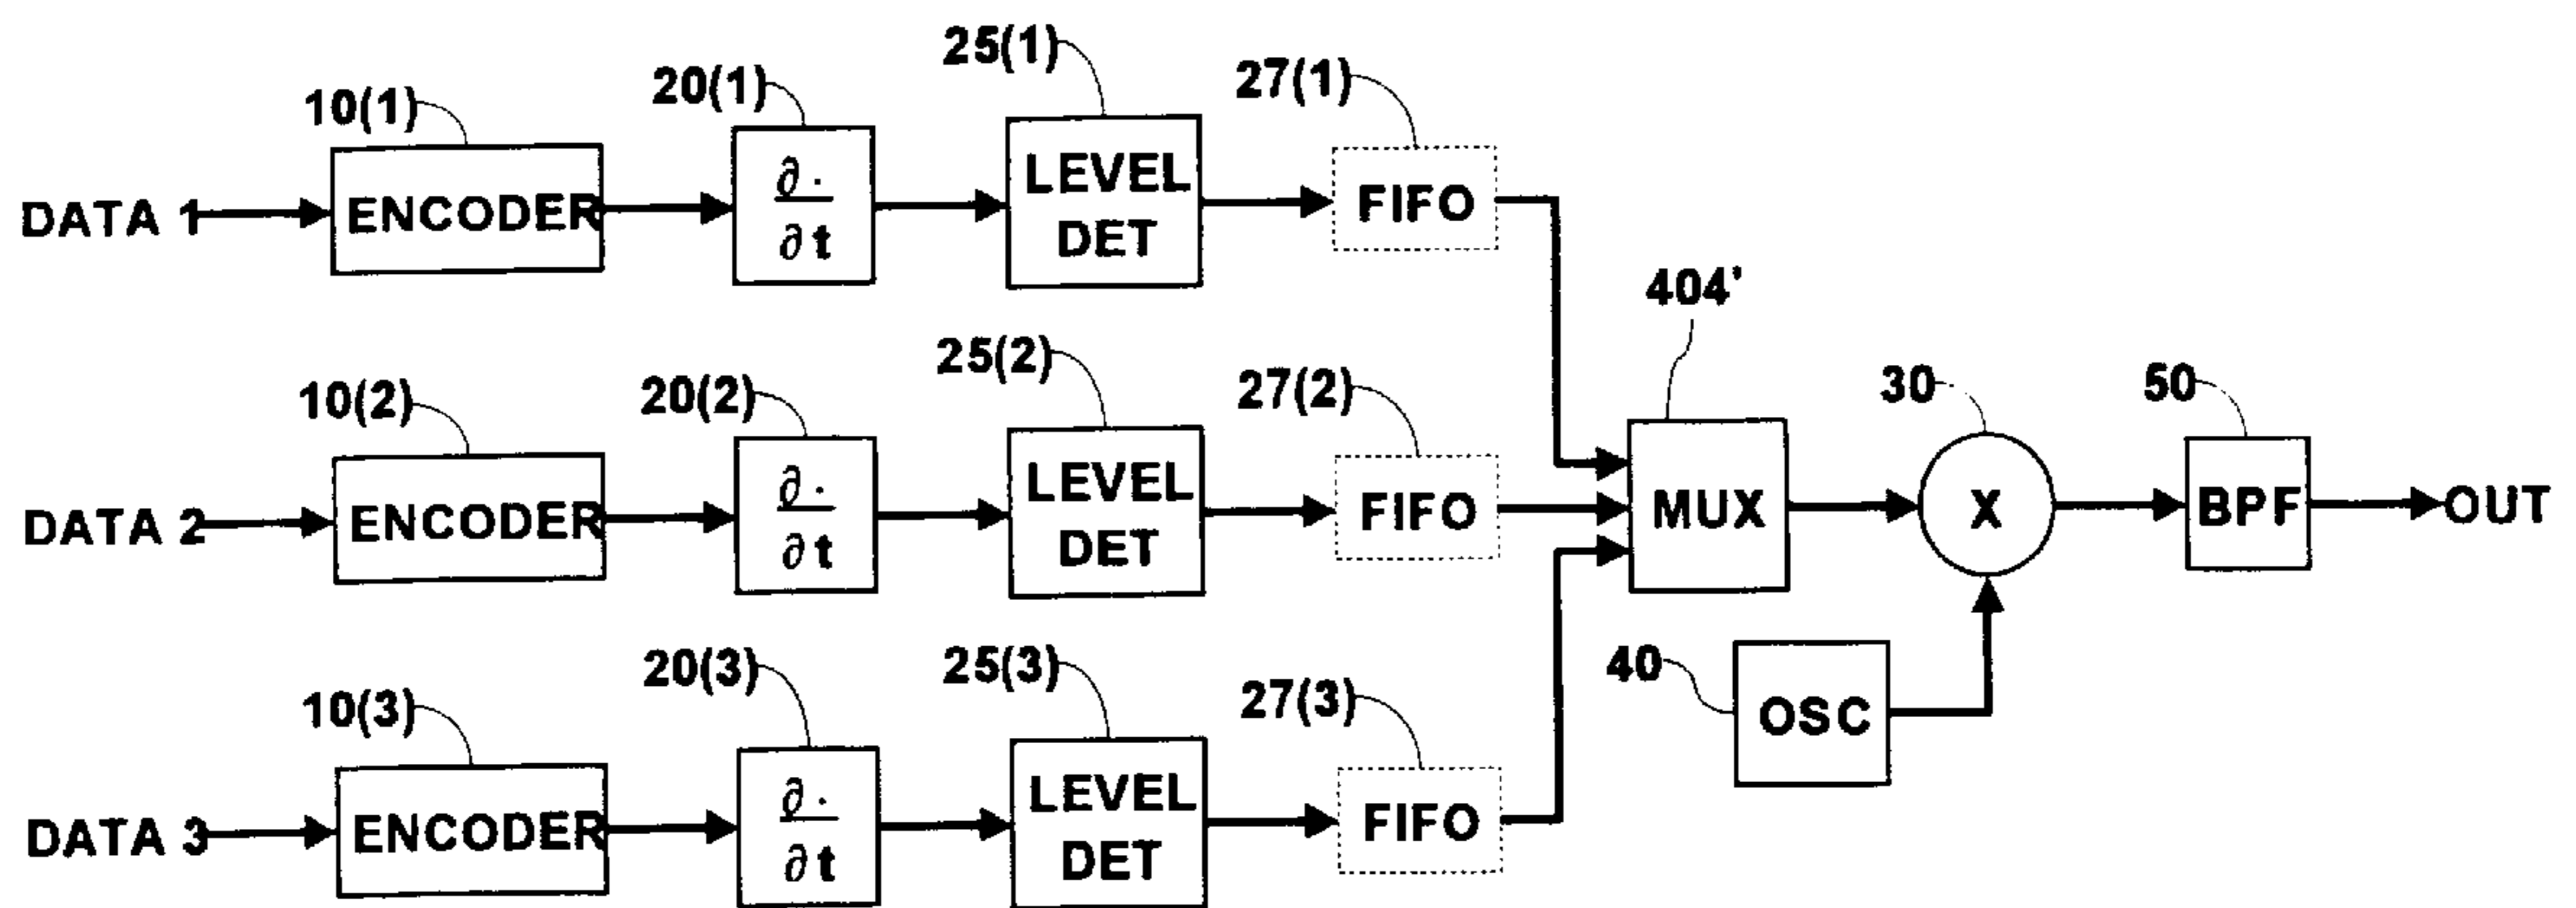 25(1)
20(1)
27(1)
10(1)
DATA 1
ENCODER
∂·
∂t
LEVEL
DET
FIFO
404'
25(2)
20(2)
27(2)
10(2)
30
50
DATA 2
ENCODER
∂·
∂t
LEVEL
DET
FIFO
MUX
X
BPF
OUT
20(3)
25(3)
27(3)
10(3)
40
OSC
DATA 3
ENCODER
∂·
∂t
LEVEL
DET
FIFO